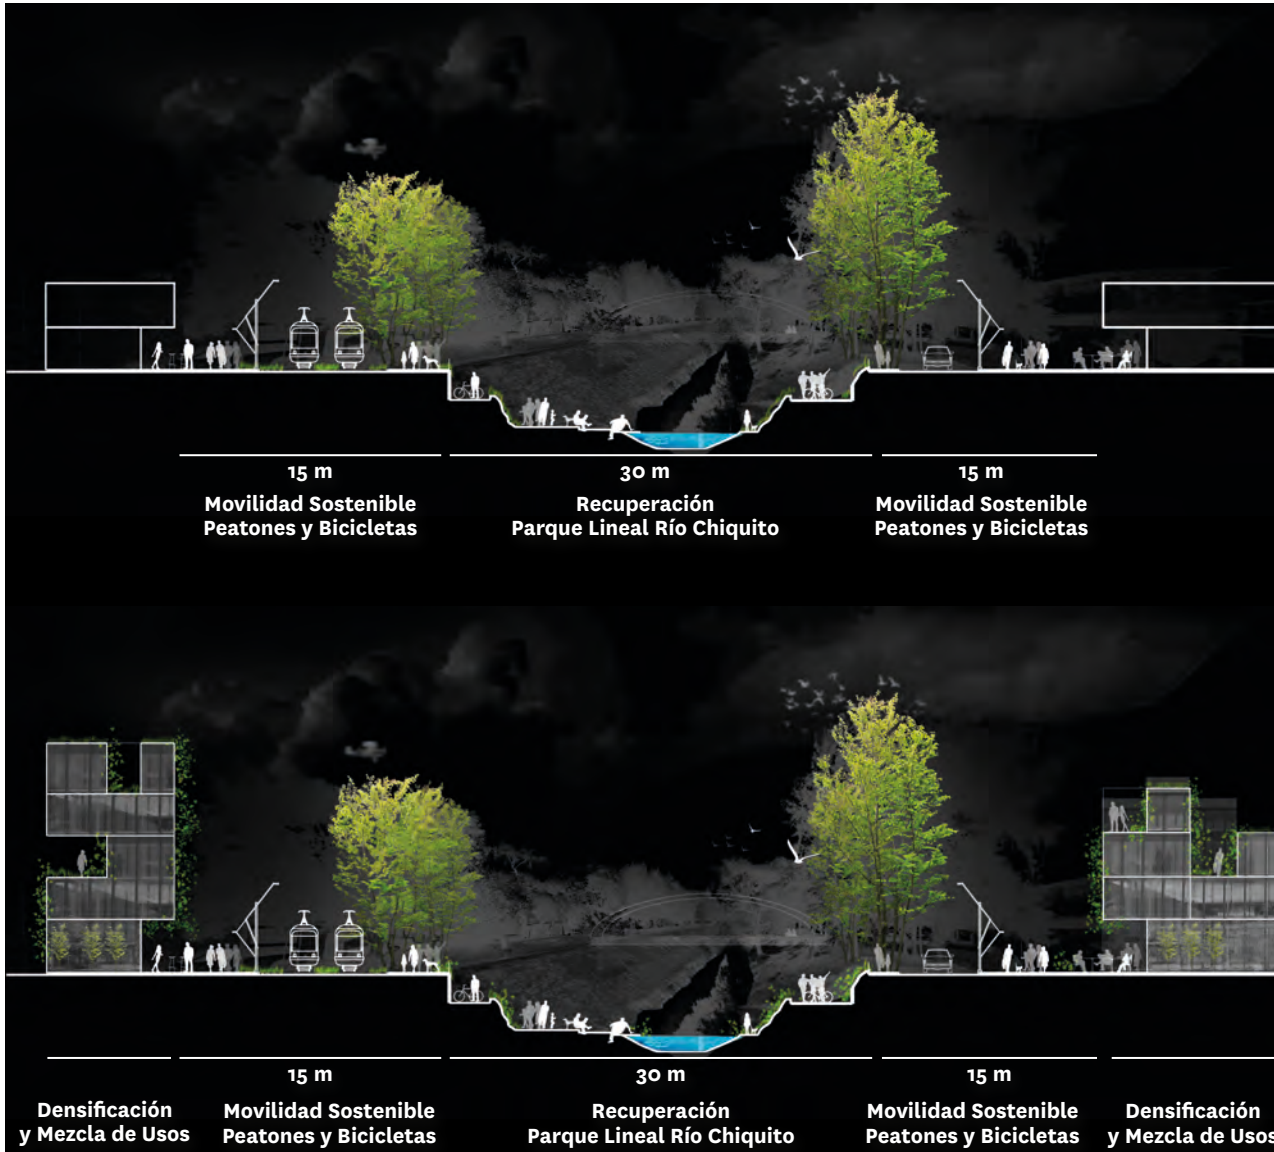 15 m
30 m
15 m
Movilidad Sostenible
Peatones y Bicicletas
Recuperación
Parque Lineal Río Chiquito
Movilidad Sostenible
Peatones y Bicicletas
15 m
30 m
15 m
Densificación
y Mezcla de Usos
Movilidad Sostenible
Peatones y Bicicletas
Recuperación
Parque Lineal Río Chiquito
Movilidad Sostenible
Peatones y Bicicletas
Densificación
y Mezcla de Usos